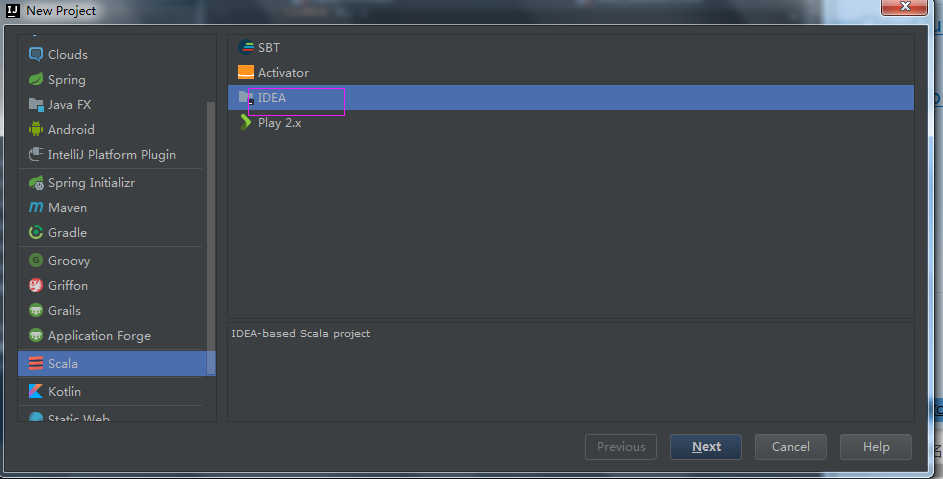 New Project
Clouds
Spring
Java FX
Android
IntelliJ Platform Plugin
Spring Initializr
Maven
Gradle
Groovy
Griffon
Grails
Application Forge
Scala
Kotlin
Static Web
SBT
Activator
IDEA
Play 2.x
IDEA-based Scala project
Previous
Next
Cancel
Help